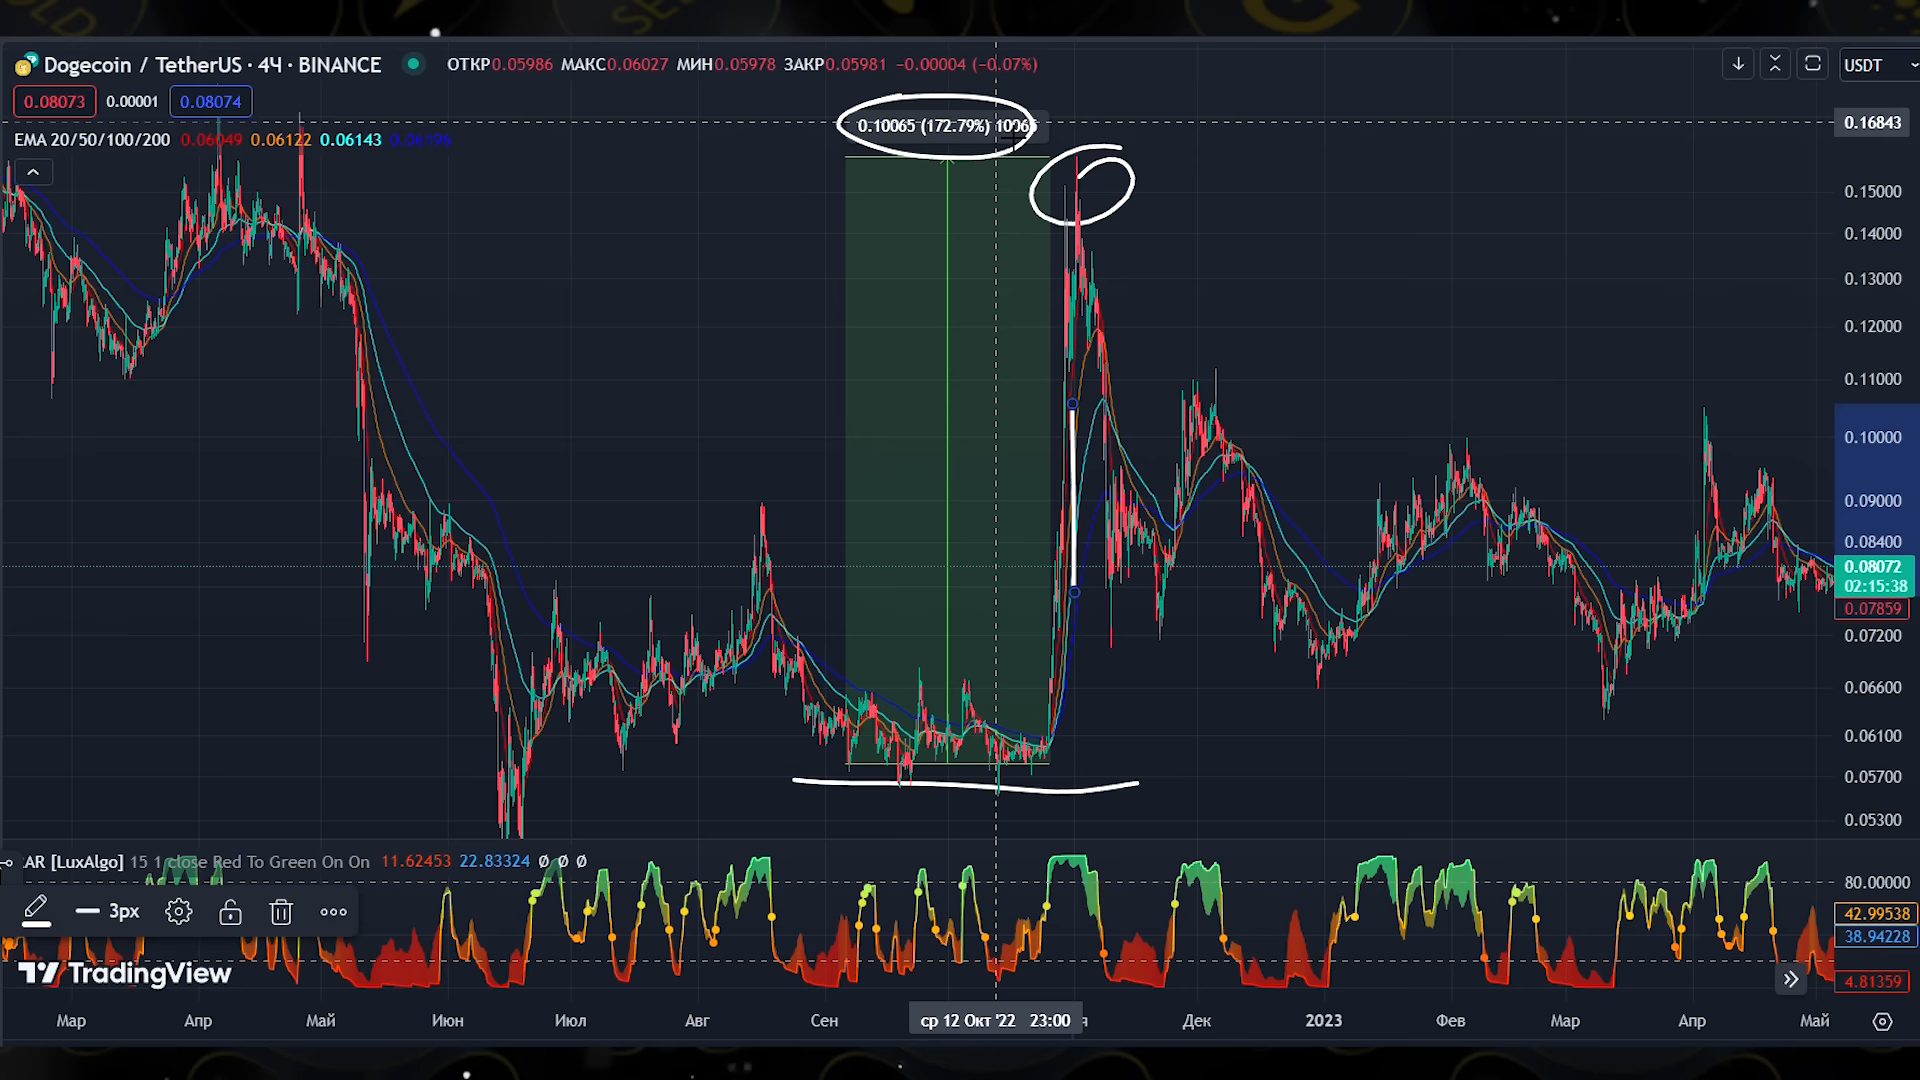 Dogecoin / TetherUS · 4Ч · BINANCE
ОТКР0.05986 МАКС0.06027 МИН0.05978 ЗАКР0.05981 −0.00004 (−0.07%)
USDT
0.08073 0.00001 0.08074
EMA 20/50/100/200 0.06049 0.06122 0.06143 0.06196
0.10065 (172.79%) 10065
0.16843
0.15000
0.14000
0.13000
0.12000
0.11000
0.10000
0.09000
0.08400
0.08072
02:15:38
0.07859
0.07200
0.06600
0.06100
0.05700
0.05300
AR [LuxAlgo] 15 1 close Red To Green On On 11.62453 22.83324 Ø Ø Ø
80.00000
3px
42.99538
38.94228
TradingView
4.81359
Мар Апр Май Июн Июл Авг Сен ср 12 Окт '22 23:00 Дек 2023 Фев Мар Апр Май